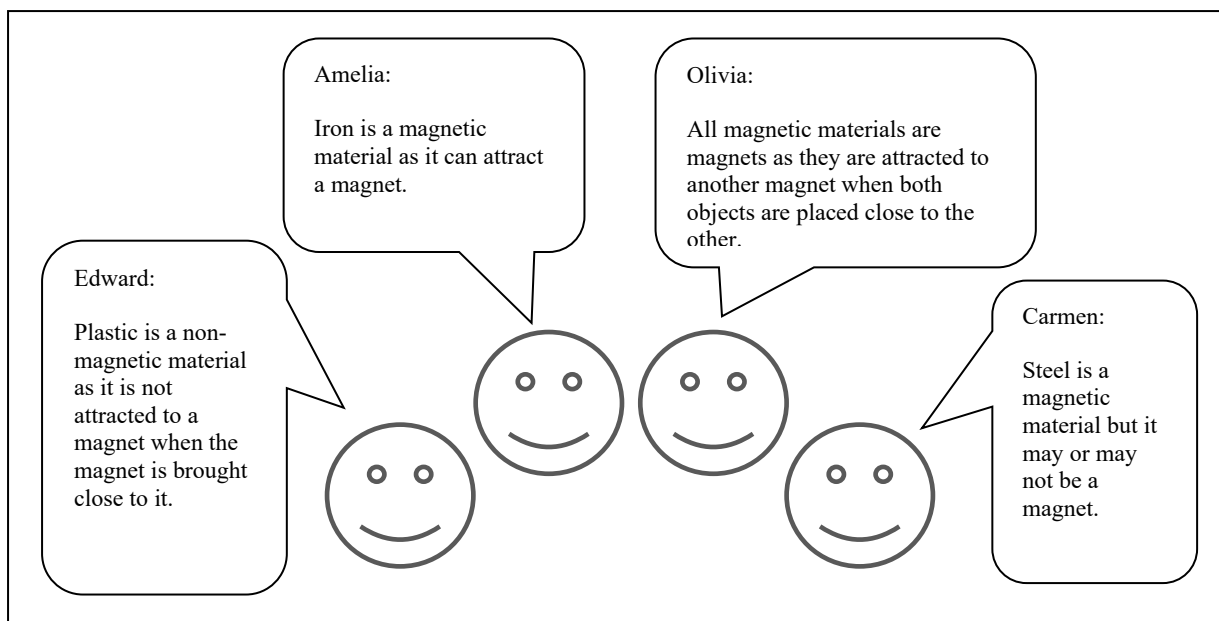 Amelia:
Iron is a magnetic
material as it can attract
a magnet.
Olivia:
All magnetic materials are
magnets as they are attracted to
another magnet when both
objects are placed close to the
other.
Edward:
Plastic is a non-
magnetic material
as it is not
attracted to a
magnet when the
magnet is brought
close to it.
Carmen:
Steel is a
magnetic
material but it
may or may
not be a
magnet.